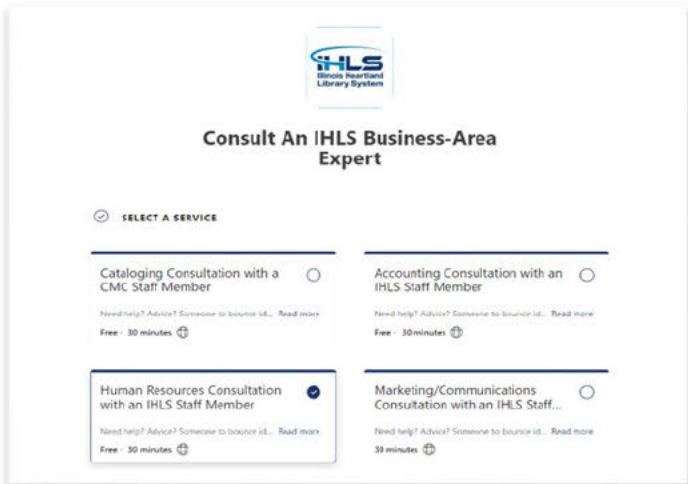 iHLS
Illinois Heartland
Library System
Consult An IHLS Business-Area
Expert
SELECT A SERVICE
Cataloging Consultation with a
CMC Staff Member
Need help? Advice? Someone to bounce id... Read more
Free · 30 minutes
Accounting Consultation with an
IHLS Staff Member
Need help? Advice? Someone to bounce id... Read more
Free · 30 minutes
Human Resources Consultation
with an IHLS Staff Member
Need help? Advice? Someone to bounce id... Read more
Free · 30 minutes
Marketing/Communications
Consultation with an IHLS Staff...
Need help? Advice? Someone to bounce id... Read more
30 minutes